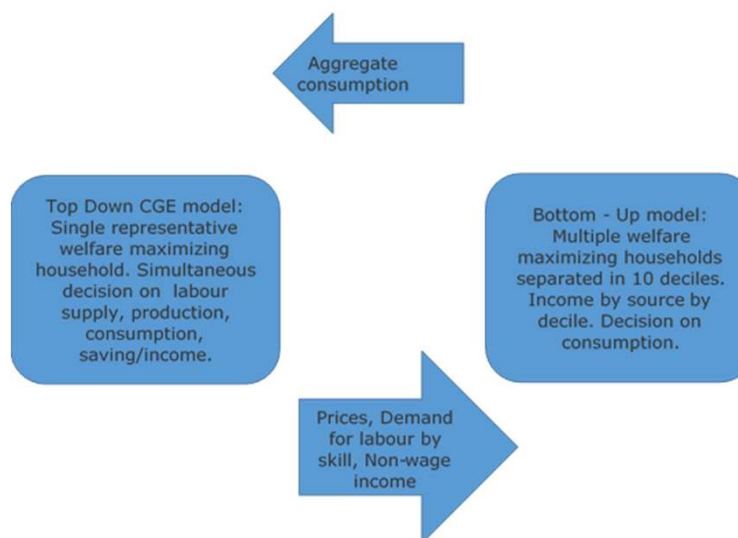 Aggregate
consumption
Top Down CGE model:
Single representative
welfare maximizing
household. Simultaneous
decision on labour
supply, production,
consumption,
saving/income.
Bottom - Up model:
Multiple welfare
maximizing households
separated in 10 deciles.
Income by source by
decile. Decision on
consumption.
Prices, Demand
for labour by
skill, Non-wage
income